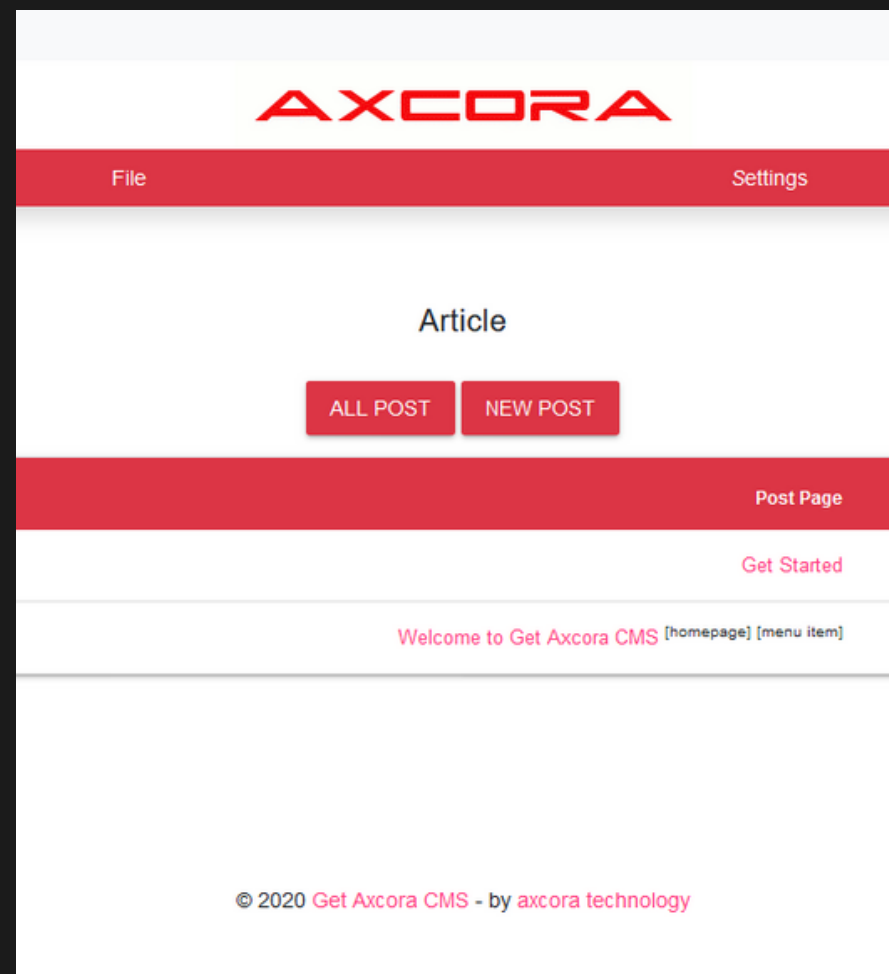 AXCORA
File Settings
Article
ALL POST NEW POST
Post Page
Get Started
Welcome to Get Axcora CMS [homepage] [menu item]
© 2020 Get Axcora CMS - by axcora technology